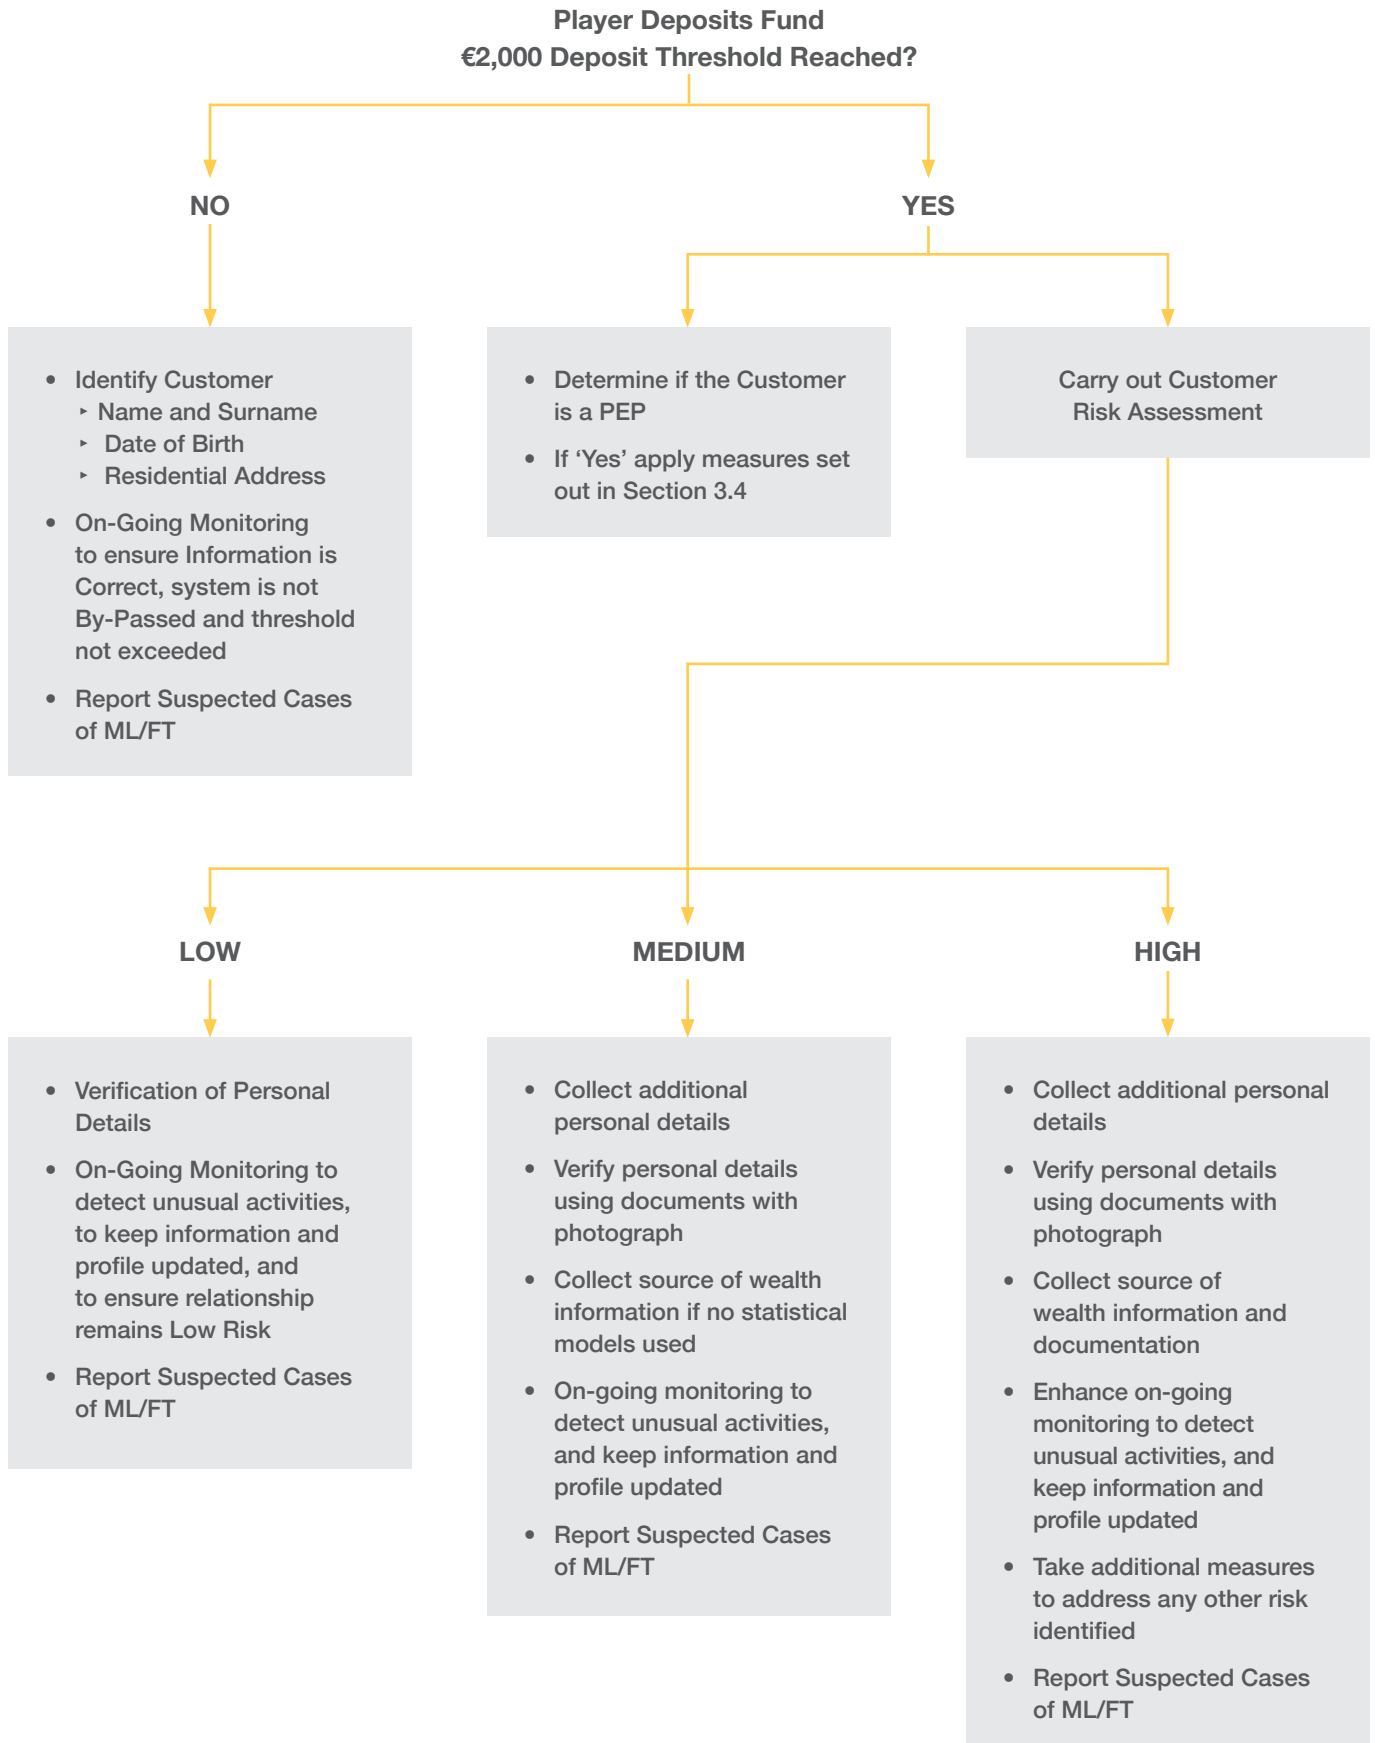 Player Deposits Fund
€2,000 Deposit Threshold Reached?
NO
YES
• Identify Customer
‣ Name and Surname
‣ Date of Birth
‣ Residential Address
• On-Going Monitoring
to ensure Information is
Correct, system is not
By-Passed and threshold
not exceeded
• Report Suspected Cases
of ML/FT
• Determine if the Customer
is a PEP
• If ‘Yes’ apply measures set
out in Section 3.4
Carry out Customer
Risk Assessment
LOW
MEDIUM
HIGH
• Verification of Personal
Details
• On-Going Monitoring to
detect unusual activities,
to keep information and
profile updated, and
to ensure relationship
remains Low Risk
• Report Suspected Cases
of ML/FT
• Collect additional
personal details
• Verify personal details
using documents with
photograph
• Collect source of wealth
information if no statistical
models used
• On-going monitoring to
detect unusual activities,
and keep information and
profile updated
• Report Suspected Cases
of ML/FT
• Collect additional personal
details
• Verify personal details
using documents with
photograph
• Collect source of
wealth information and
documentation
• Enhance on-going
monitoring to detect
unusual activities, and
keep information and
profile updated
• Take additional measures
to address any other risk
identified
• Report Suspected Cases
of ML/FT